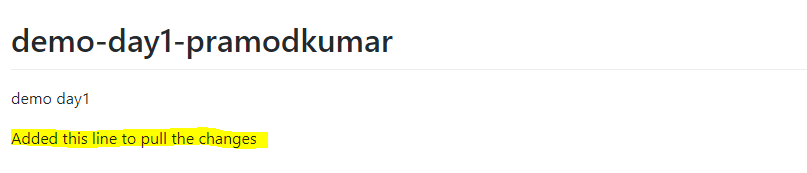 demo-day1-pramodkumar
demo day1
Added this line to pull the changes